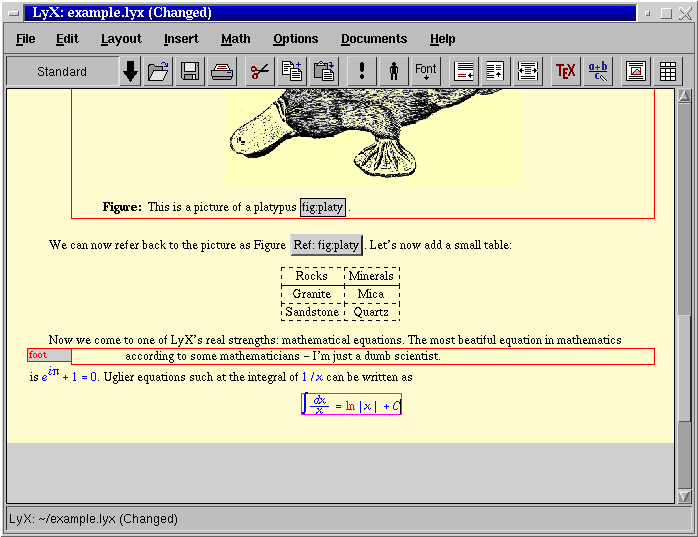 LyX: example.lyx (Changed)
File Edit Layout Insert Math Options Documents Help
Standard ! Font TEX a+b c
Figure: This is a picture of a platypus fig:platy .
We can now refer back to the picture as Figure Ref: fig:platy . Let's now add a small table:
Rocks Minerals
Granite Mica
Sandstone Quartz
Now we come to one of LyX's real strengths: mathematical equations. The most beatiful equation in mathematics
foot according to some mathematicians – I'm just a dumb scientist.
is e^{iπ} + 1 = 0. Uglier equations such at the integral of 1 / x can be written as
∫ dx/x = ln |x| + C
LyX: ~/example.lyx (Changed)